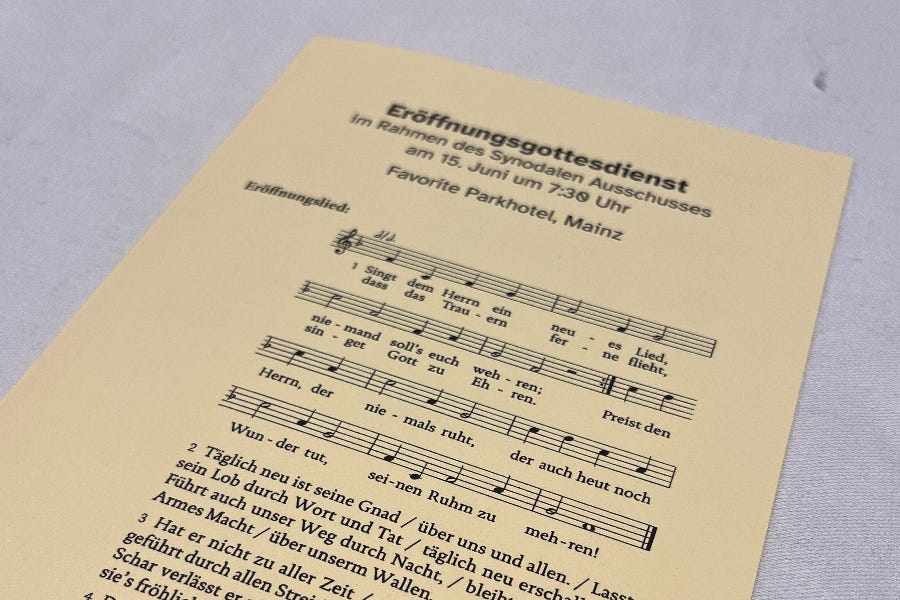 Eröffnungsgottesdienst
im Rahmen des Synodalen Ausschusses
am 15. Juni um 7:30 Uhr
Favorite Parkhotel, Mainz
Eröffnungslied:
1 Singt dem Herrn ein neu - es Lied,
dass das Trau - ern fer - ne flieht,
nie - mand soll's euch weh - ren; Preist den
sin - get Gott zu Eh - ren.
Herrn, der nie - mals ruht, der auch heut noch
Wun - der tut, sei - nen Ruhm zu meh - ren!
2 Täglich neu ist seine Gnad / über uns und allen. / Lasst
sein Lob durch Wort und Tat / täglich neu erschall
Führt auch unser Weg durch Nacht, / bleibt
Armes Macht / über unserm Wallen.
3 Hat er nicht zu aller Zeit /
geführt durch allen Strei
Schar verlässt er
sie's fröhlich
4